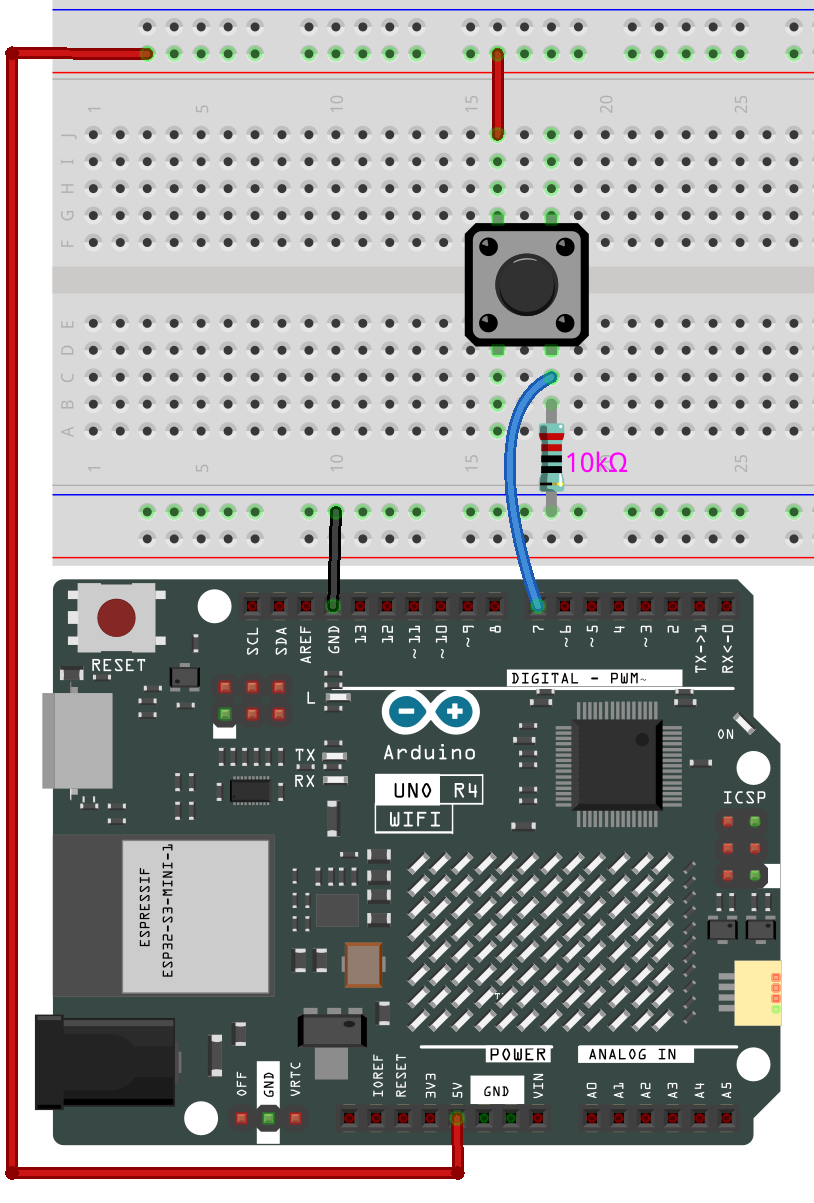 1 5 10 15 20 25
J
I
H
G
F
E
D
C
B
A
10kΩ
1 5 10 15 25
RESET
SCL SDA AREF GND 13 12 ~11 ~10 ~9 8 7 ~6 ~5 4 ~3 2 TX->1 RX<-0
DIGITAL - PWM~
L
TX
RX
Arduino
UNO R4
WIFI
ON
ICSP
ESPRESSIF
ESP32-S3-MINI-1
POWER
ANALOG IN
OFF GND VRTC
IOREF RESET 3V3 5V GND VIN
A0 A1 A2 A3 A4 A5